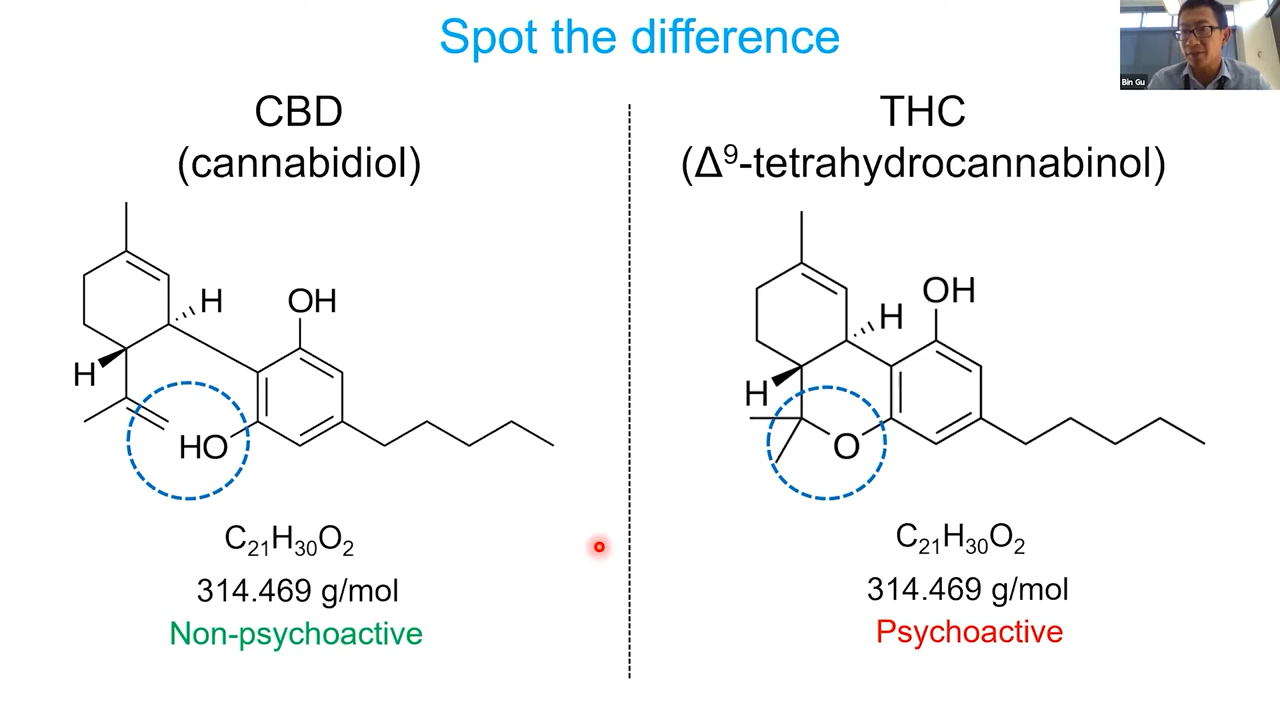 Spot the difference
Bin Gu
CBD
(cannabidiol)
H
OH
H
HO
C₂₁H₃₀O₂
314.469 g/mol
Non-psychoactive
THC
(Δ⁹-tetrahydrocannabinol)
OH
H
H
O
C₂₁H₃₀O₂
314.469 g/mol
Psychoactive